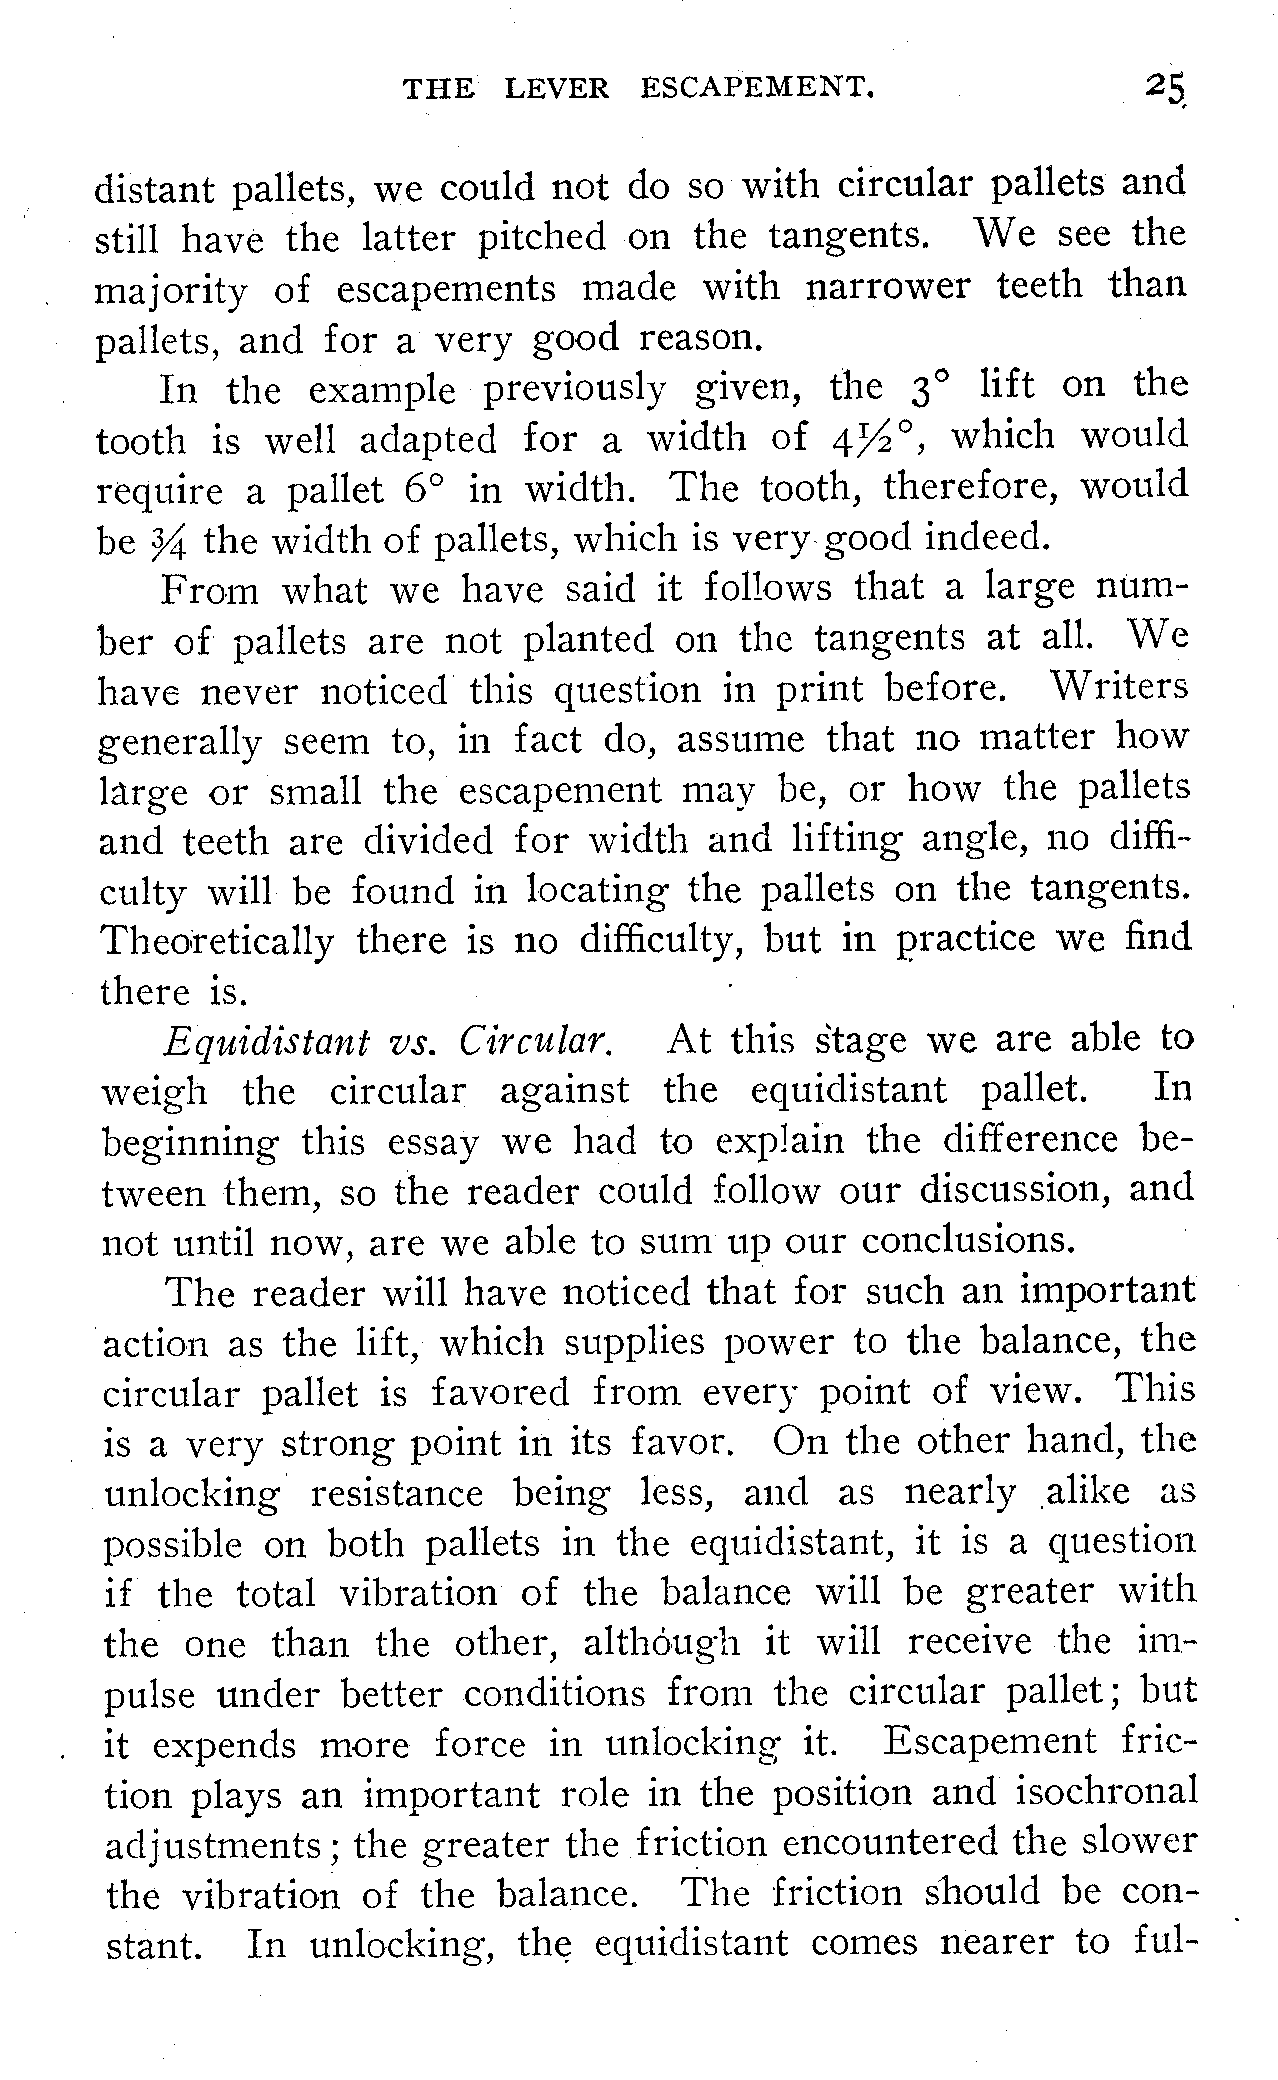 THE LEVER ESCAPEMENT. 25
distant pallets, we could not do so with circular pallets and
still have the latter pitched on the tangents. We see the
majority of escapements made with narrower teeth than
pallets, and for a very good reason.
In the example previously given, the 3° lift on the
tooth is well adapted for a width of 4½°, which would
require a pallet 6° in width. The tooth, therefore, would
be ¾ the width of pallets, which is very good indeed.
From what we have said it follows that a large num-
ber of pallets are not planted on the tangents at all. We
have never noticed this question in print before. Writers
generally seem to, in fact do, assume that no matter how
large or small the escapement may be, or how the pallets
and teeth are divided for width and lifting angle, no diffi-
culty will be found in locating the pallets on the tangents.
Theoretically there is no difficulty, but in practice we find
there is.
Equidistant vs. Circular. At this stage we are able to
weigh the circular against the equidistant pallet. In
beginning this essay we had to explain the difference be-
tween them, so the reader could follow our discussion, and
not until now, are we able to sum up our conclusions.
The reader will have noticed that for such an important
action as the lift, which supplies power to the balance, the
circular pallet is favored from every point of view. This
is a very strong point in its favor. On the other hand, the
unlocking resistance being less, and as nearly alike as
possible on both pallets in the equidistant, it is a question
if the total vibration of the balance will be greater with
the one than the other, although it will receive the im-
pulse under better conditions from the circular pallet; but
it expends more force in unlocking it. Escapement fric-
tion plays an important role in the position and isochronal
adjustments; the greater the friction encountered the slower
the vibration of the balance. The friction should be con-
stant. In unlocking, the equidistant comes nearer to ful-